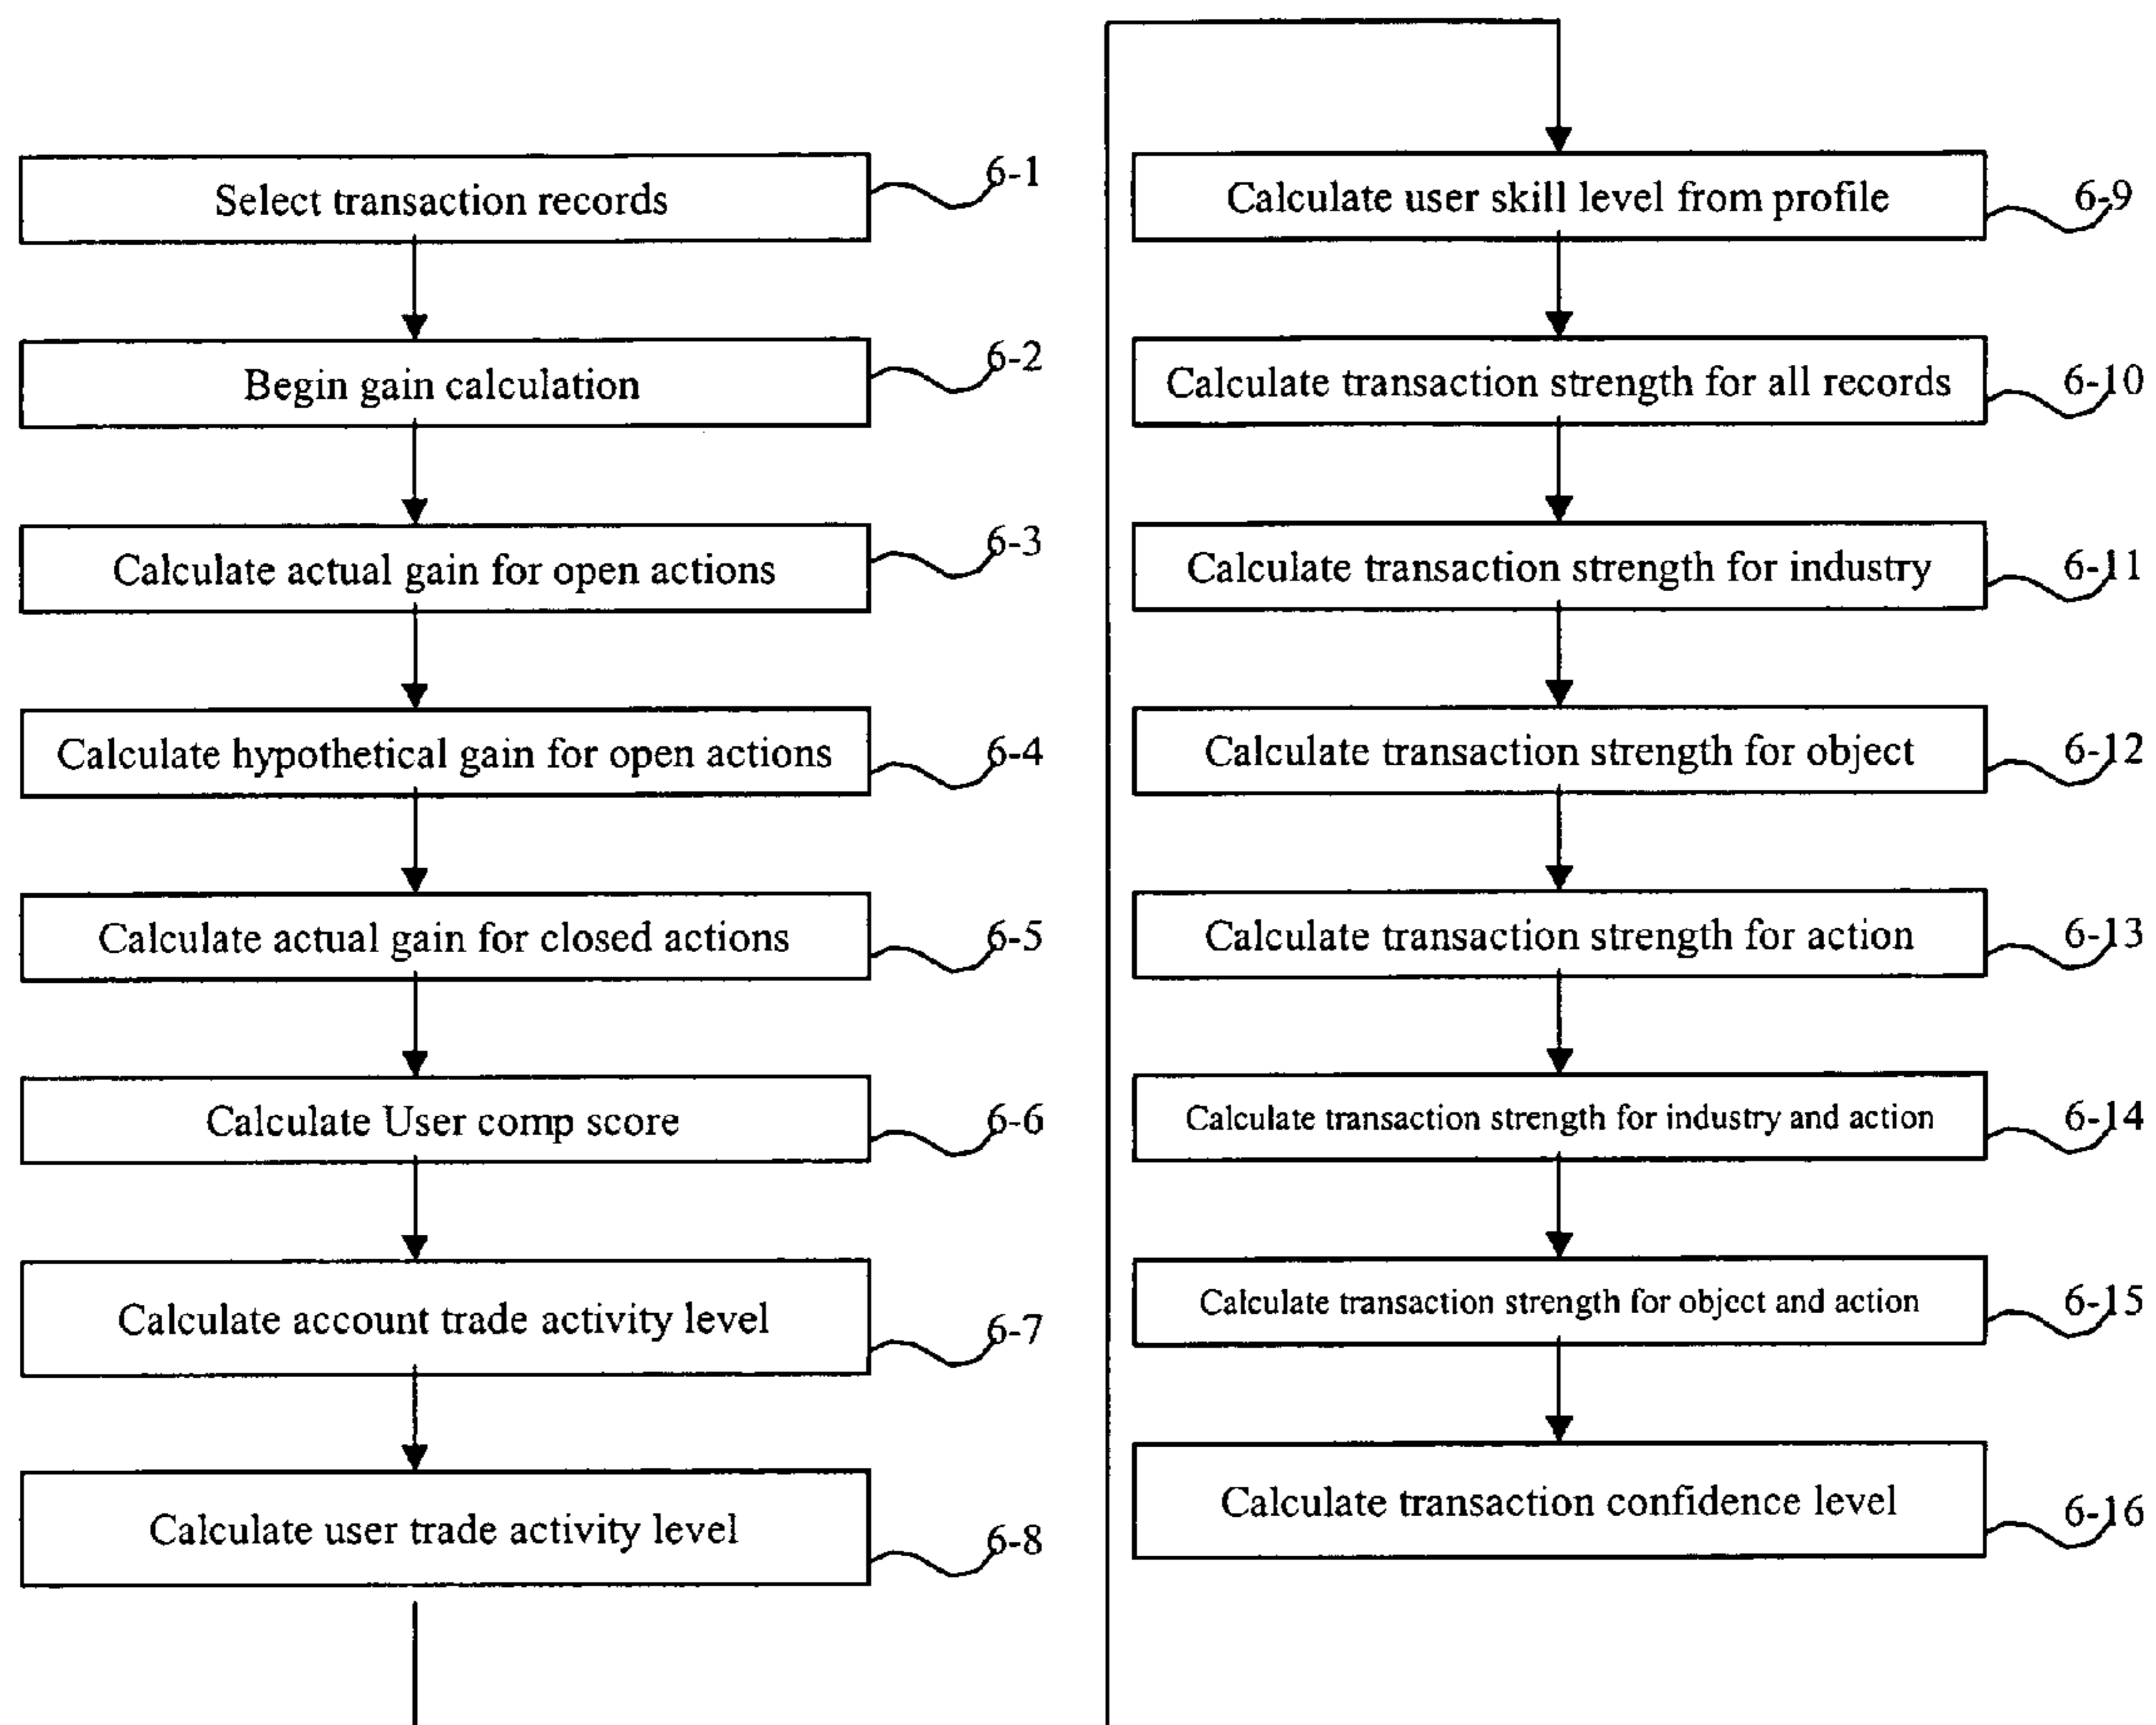 Select transaction records
6-1
Begin gain calculation
6-2
Calculate actual gain for open actions
6-3
Calculate hypothetical gain for open actions
6-4
Calculate actual gain for closed actions
6-5
Calculate User comp score
6-6
Calculate account trade activity level
6-7
Calculate user trade activity level
6-8
Calculate user skill level from profile
6-9
Calculate transaction strength for all records
6-10
Calculate transaction strength for industry
6-11
Calculate transaction strength for object
6-12
Calculate transaction strength for action
6-13
Calculate transaction strength for industry and action
6-14
Calculate transaction strength for object and action
6-15
Calculate transaction confidence level
6-16